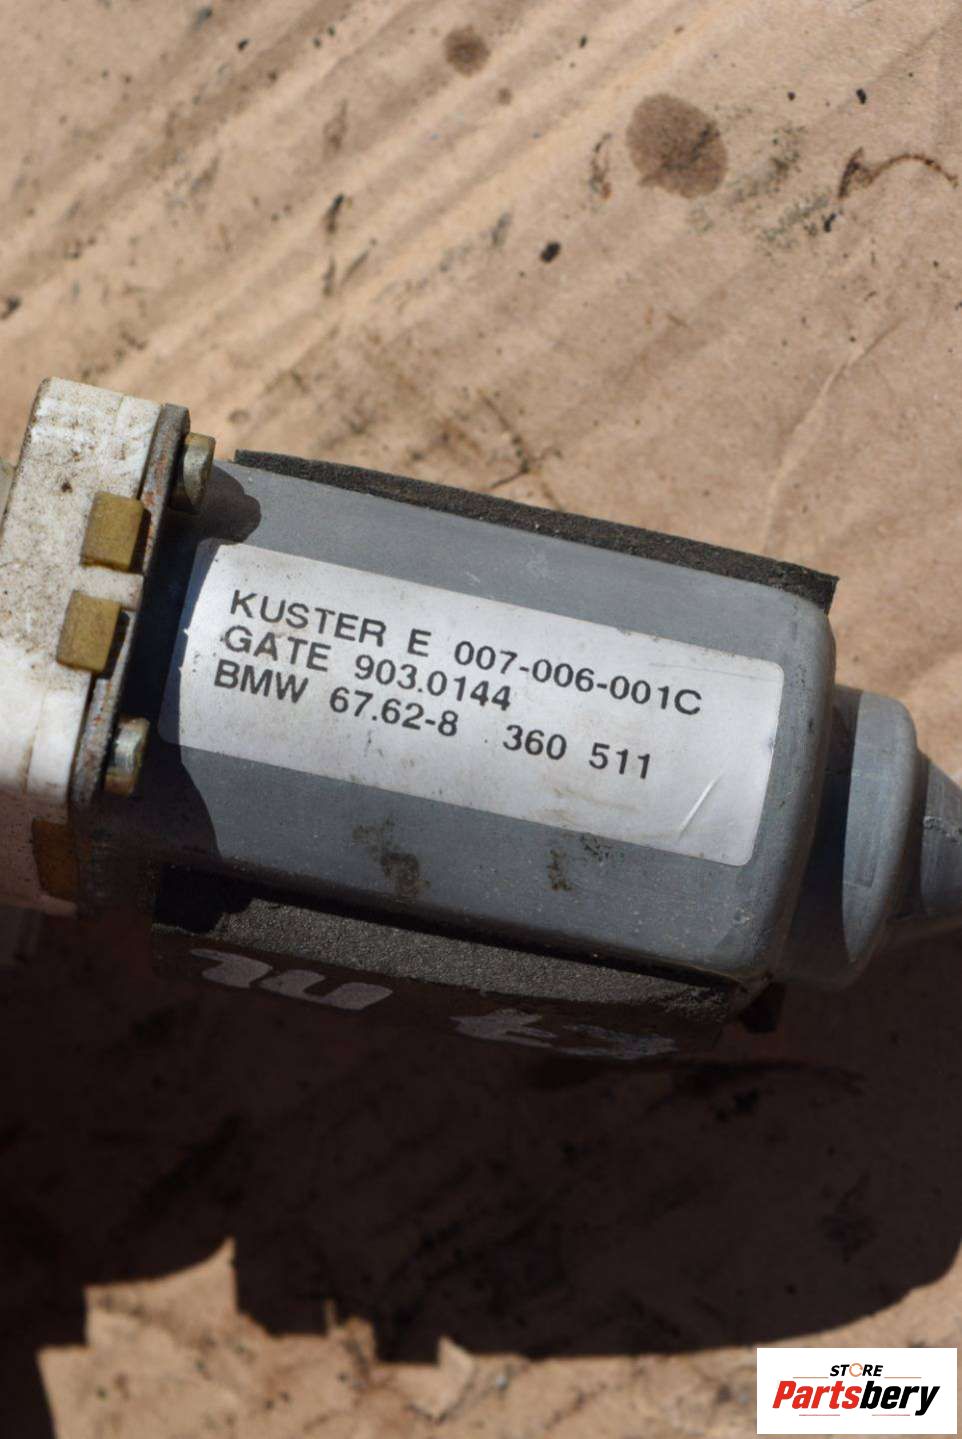 KUSTER E 007-006-001C
GATE 903.0144
BMW 67.62-8 360 511
STORE
Partsbery